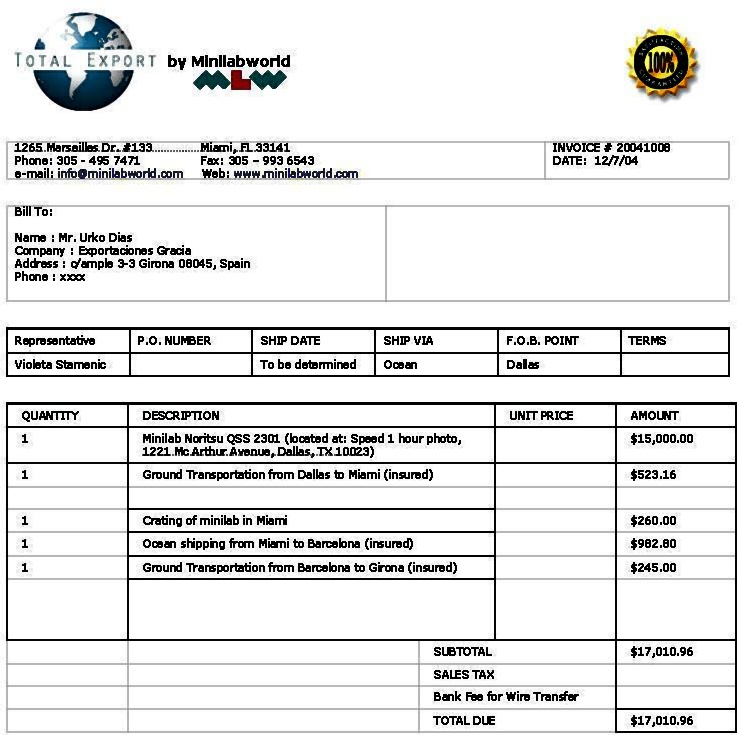 TOTAL EXPORT by Minilabworld
MLW
SATISFACTION
100%
GUARANTEED
1265 Marseilles Dr. #133 Miami, FL 33141
Phone: 305 - 495 7471 Fax: 305 – 993 6543
e-mail: info@minilabworld.com Web: www.minilabworld.com
INVOICE # 20041008
DATE: 12/7/04
Bill To:
Name : Mr. Urko Dias
Company : Exportaciones Gracia
Address : c/ample 3-3 Girona 08045, Spain
Phone : xxxx
Representative P.O. NUMBER SHIP DATE SHIP VIA F.O.B. POINT TERMS
Violeta Stamenic To be determined Ocean Dallas
QUANTITY DESCRIPTION UNIT PRICE AMOUNT
1 Minilab Noritsu QSS 2301 (located at: Speed 1 hour photo, $15,000.00
1221 Mc Arthur Avenue, Dallas, TX 10023)
1 Ground Transportation from Dallas to Miami (insured) $523.16
1 Crating of minilab in Miami $260.00
1 Ocean shipping from Miami to Barcelona (insured) $982.80
1 Ground Transportation from Barcelona to Girona (insured) $245.00
SUBTOTAL $17,010.96
SALES TAX
Bank Fee for Wire Transfer
TOTAL DUE $17,010.96